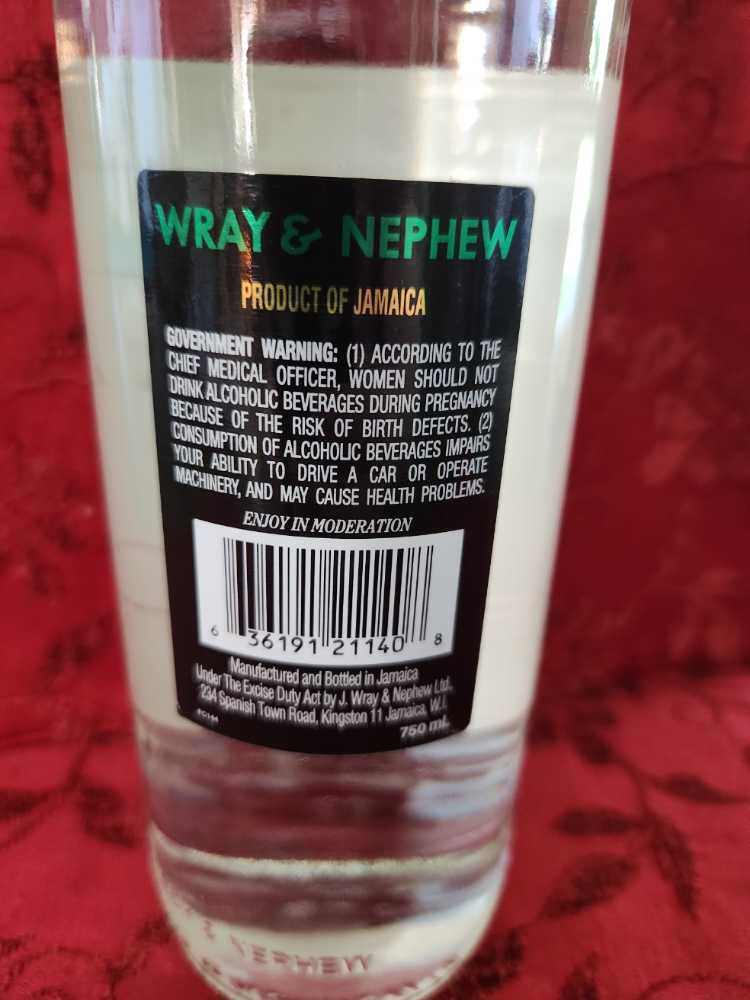 WRAY & NEPHEW
PRODUCT OF JAMAICA
GOVERNMENT WARNING: (1) ACCORDING TO THE
CHIEF MEDICAL OFFICER, WOMEN SHOULD NOT
DRINK ALCOHOLIC BEVERAGES DURING PREGNANCY
BECAUSE OF THE RISK OF BIRTH DEFECTS. (2)
CONSUMPTION OF ALCOHOLIC BEVERAGES IMPAIRS
YOUR ABILITY TO DRIVE A CAR OR OPERATE
MACHINERY, AND MAY CAUSE HEALTH PROBLEMS.
ENJOY IN MODERATION
6 36191 21140 8
Manufactured and Bottled in Jamaica
Under The Excise Duty Act by J. Wray & Nephew Ltd.
234 Spanish Town Road, Kingston 11 Jamaica, W.I.
750 mL
& NEPHEW